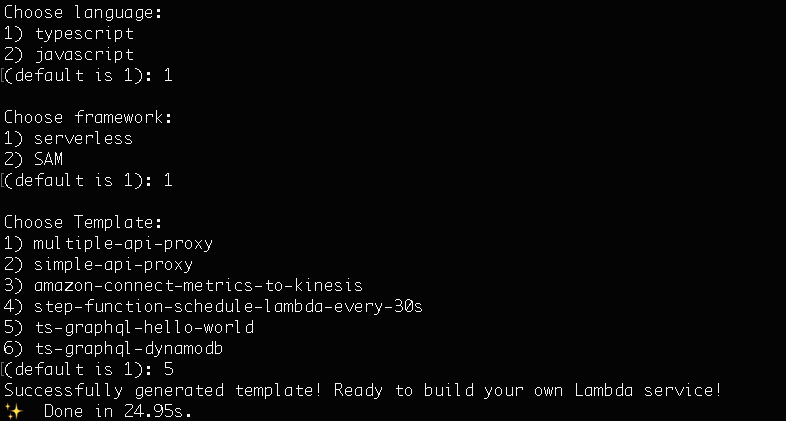 Choose language:
1) typescript
2) javascript
[(default is 1): 1
Choose framework:
1) serverless
2) SAM
[(default is 1): 1
Choose Template:
1) multiple-api-proxy
2) simple-api-proxy
3) amazon-connect-metrics-to-kinesis
4) step-function-schedule-lambda-every-30s
5) ts-graphql-hello-world
6) ts-graphql-dynamodb
[(default is 1): 5
Successfully generated template! Ready to build your own Lambda service!
✨  Done in 24.95s.